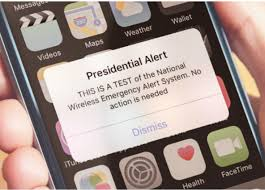 Videos Maps Weather Wallet
Presidential Alert
THIS IS A TEST of the National
Wireless Emergency Alert System. No
action is needed
Dismiss
iTu
FaceTime